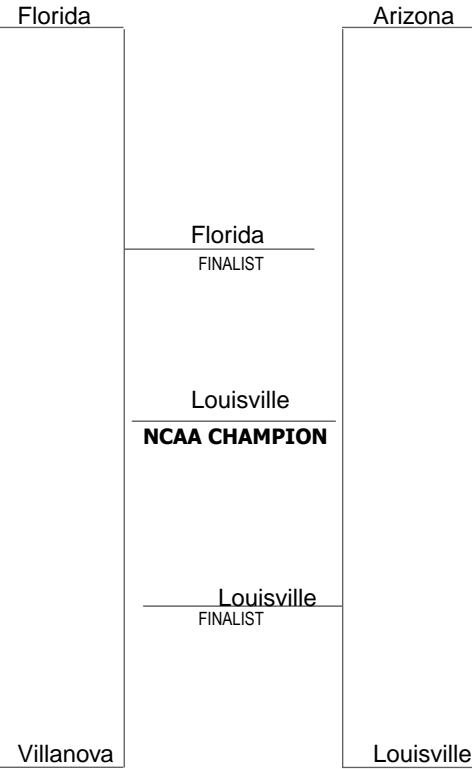 Florida
Arizona
Florida
FINALIST
Louisville
NCAA CHAMPION
Louisville
FINALIST
Villanova
Louisville